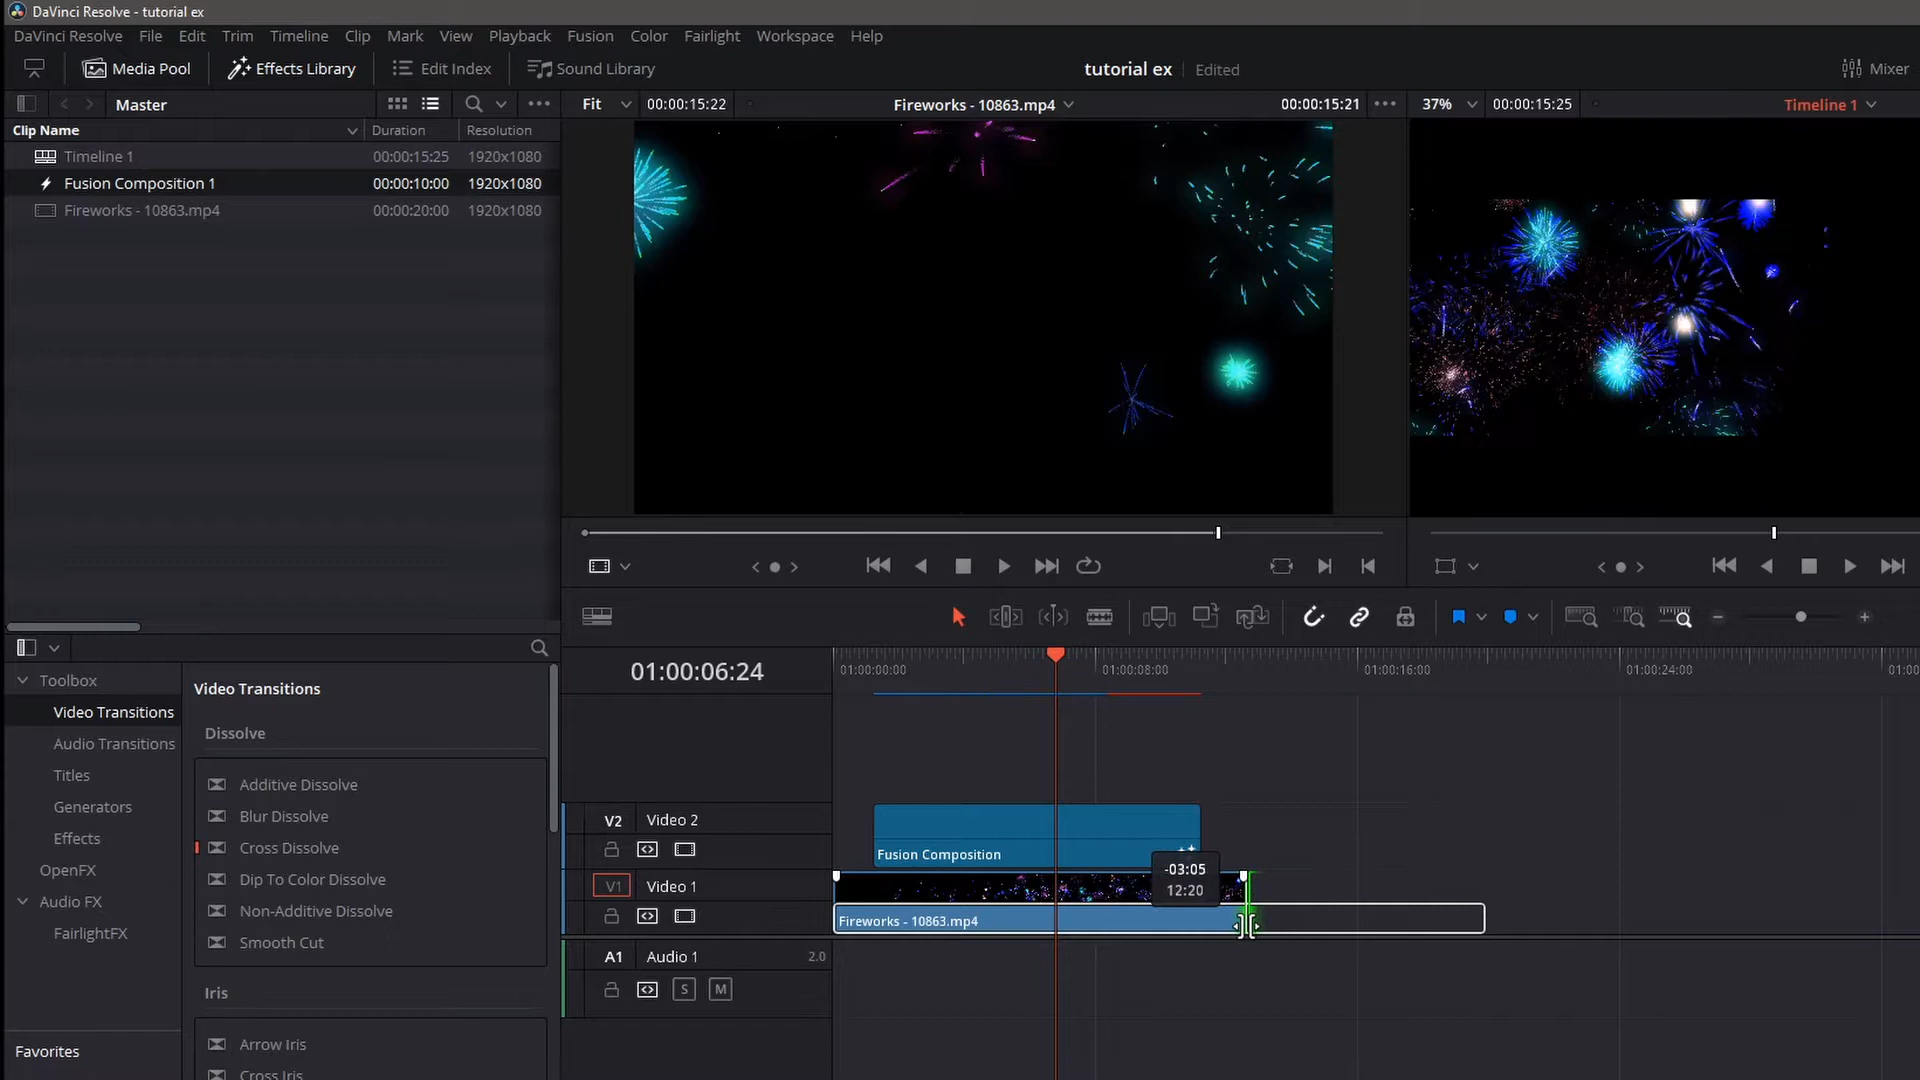 DaVinci Resolve - tutorial ex
DaVinci Resolve File Edit Trim Timeline Clip Mark View Playback Fusion Color Fairlight Workspace Help
Media Pool Effects Library Edit Index Sound Library tutorial ex Edited Mixer
Master Fit 00:00:15:22 Fireworks - 10863.mp4 00:00:15:21 37% 00:00:15:25 Timeline 1
Clip Name Duration Resolution
Timeline 1 00:00:15:25 1920x1080
Fusion Composition 1 00:00:10:00 1920x1080
Fireworks - 10863.mp4 00:00:20:00 1920x1080
01:00:06:24 01:00:00:00 01:00:08:00 01:00:16:00 01:00:24:00 01:00
Toolbox
Video Transitions
Audio Transitions
Titles
Generators
Effects
OpenFX
Audio FX
FairlightFX
Favorites
Video Transitions
Dissolve
Additive Dissolve
Blur Dissolve
Cross Dissolve
Dip To Color Dissolve
Non-Additive Dissolve
Smooth Cut
Iris
Arrow Iris
Cross Iris
V2 Video 2
Fusion Composition
V1 Video 1
-03:05
12:20
Fireworks - 10863.mp4
A1 Audio 1 2.0
S M